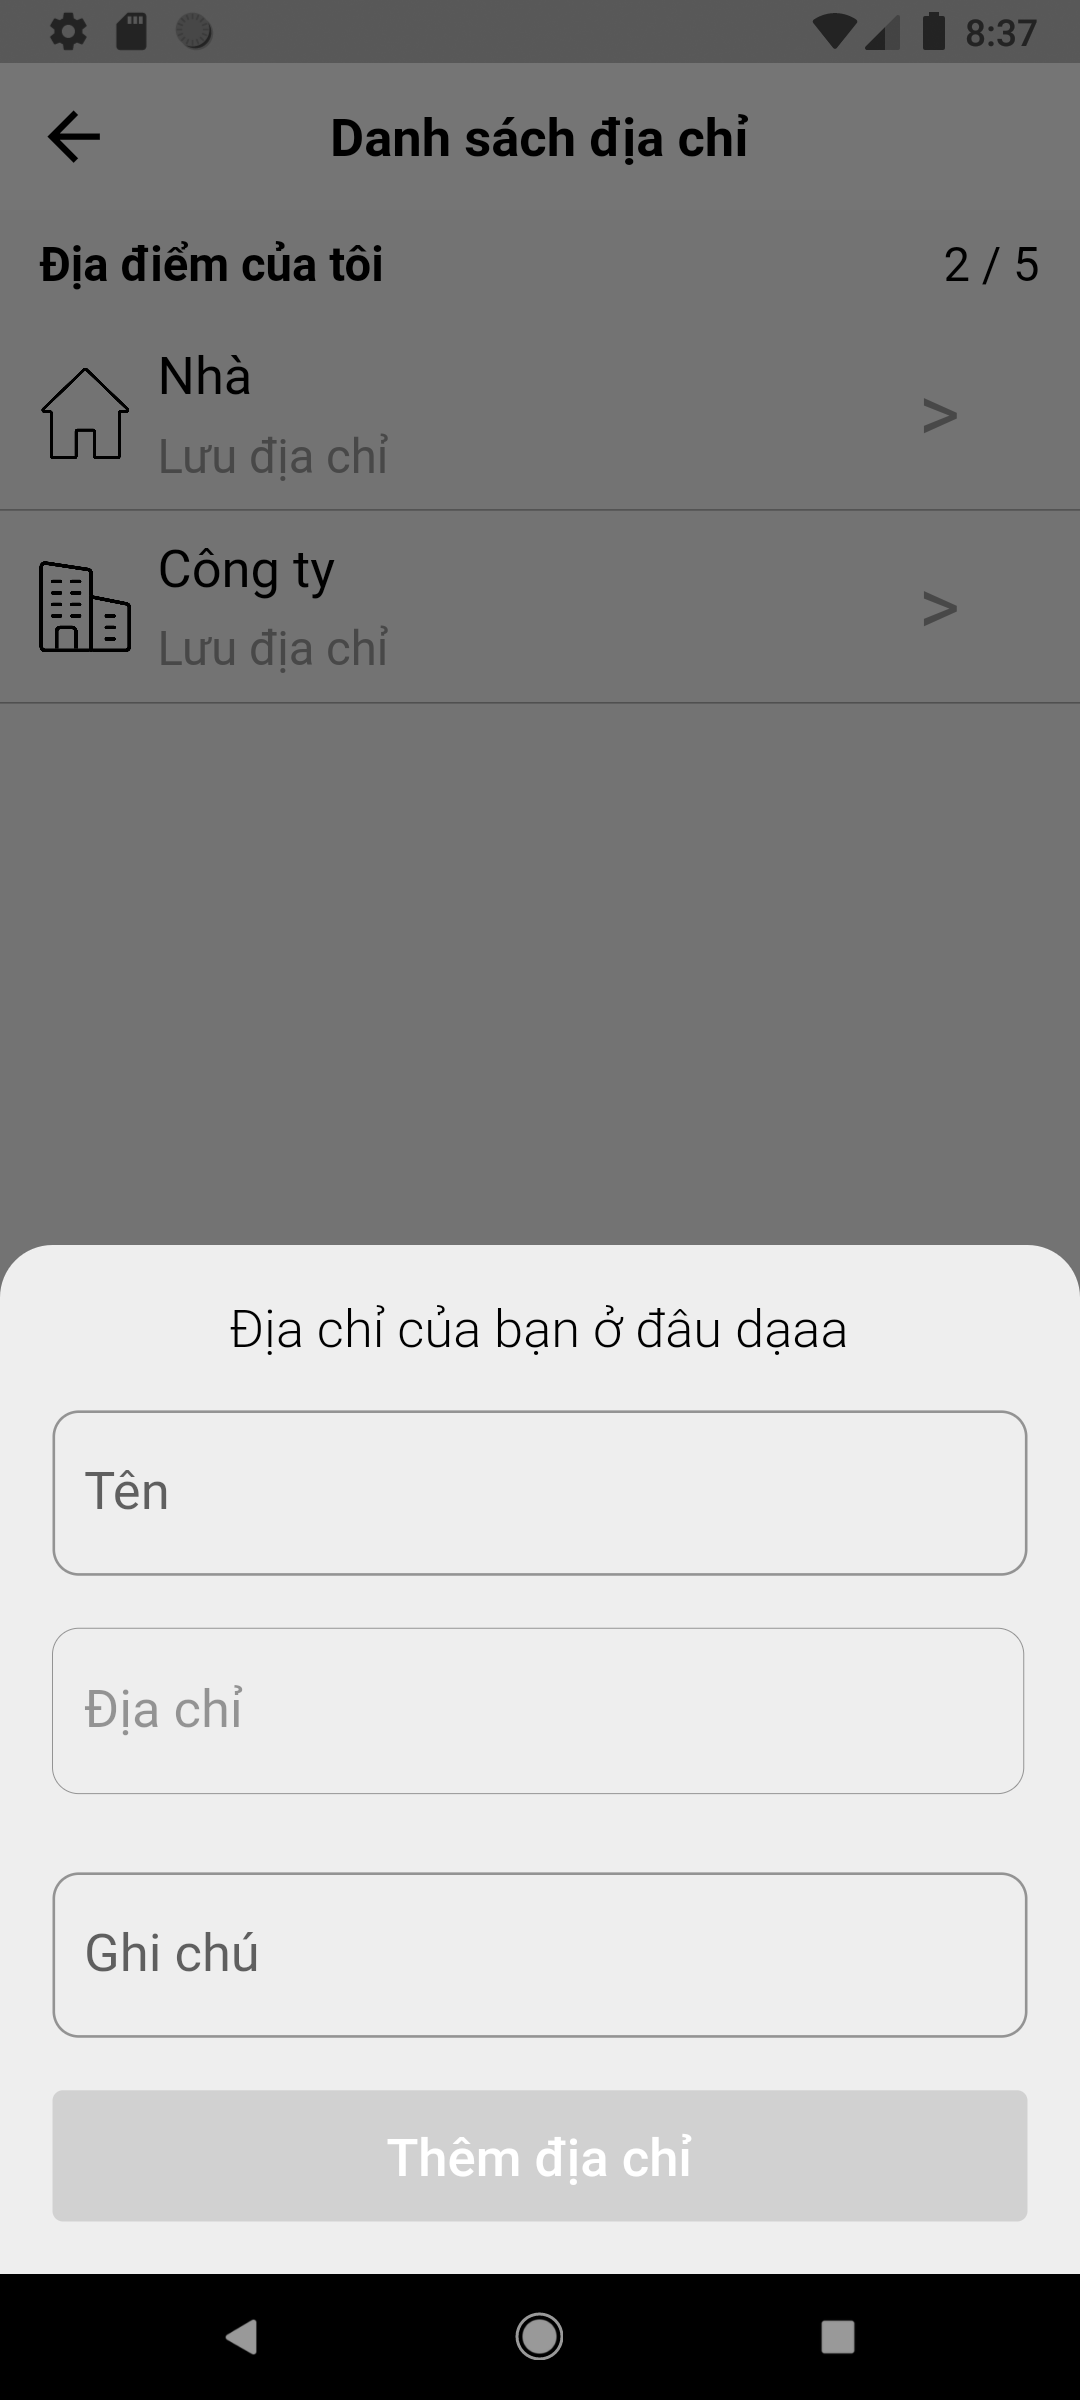 8:37
Danh sách địa chỉ
Địa điểm của tôi 2 / 5
Nhà
Lưu địa chỉ
>
Công ty
Lưu địa chỉ
>
Địa chỉ của bạn ở đâu dạaa
Tên
Địa chỉ
Ghi chú
Thêm địa chỉ